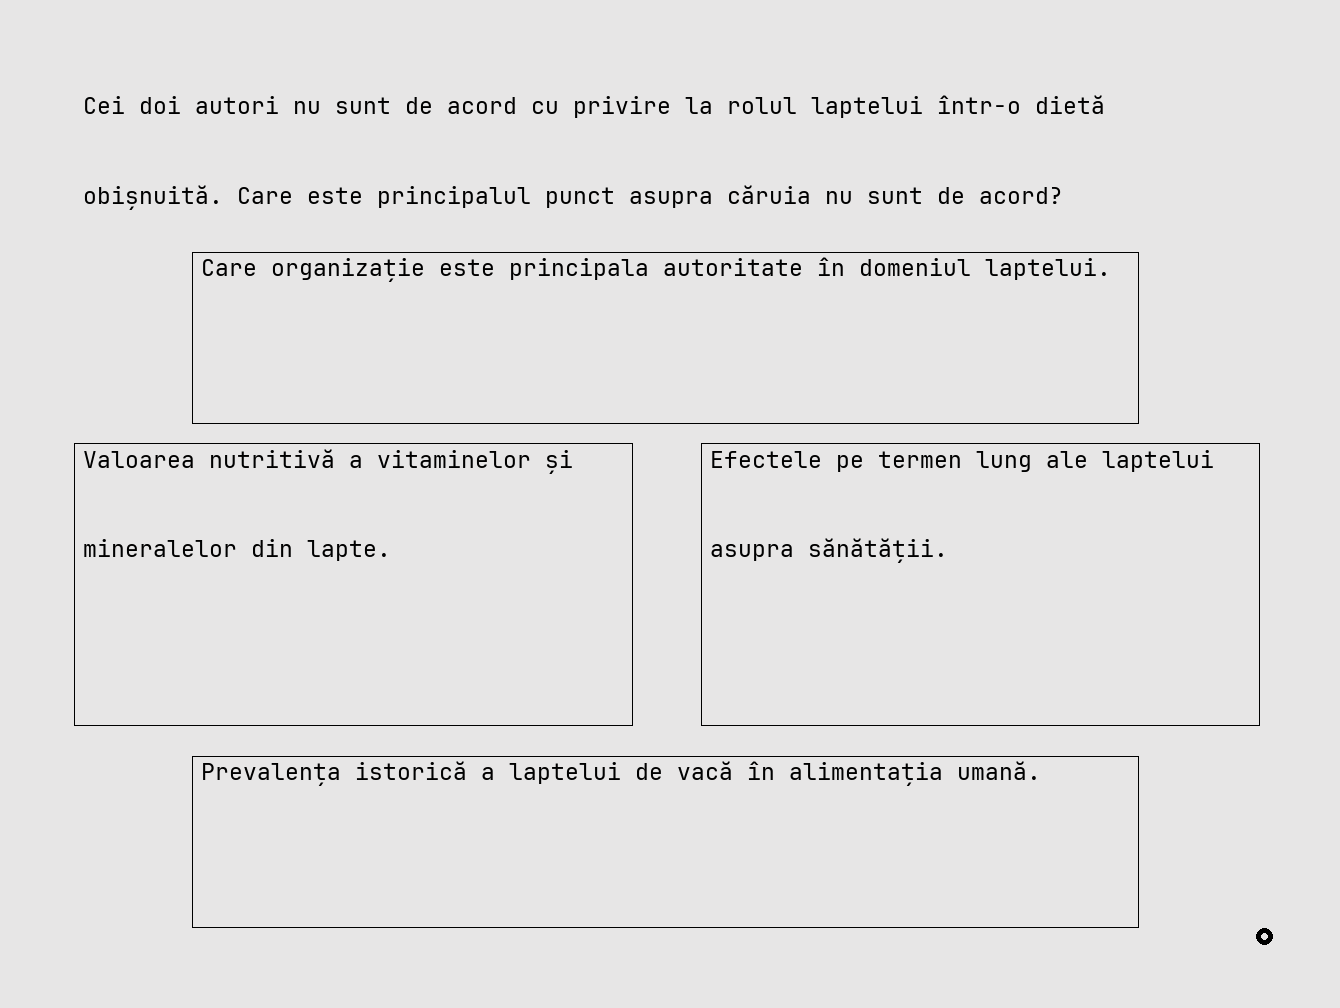 Cei doi autori nu sunt de acord cu privire la rolul laptelui într-o dietă
obișnuită. Care este principalul punct asupra căruia nu sunt de acord?
Care organizație este principala autoritate în domeniul laptelui.
Valoarea nutritivă a vitaminelor și
mineralelor din lapte.
Efectele pe termen lung ale laptelui
asupra sănătății.
Prevalența istorică a laptelui de vacă în alimentația umană.